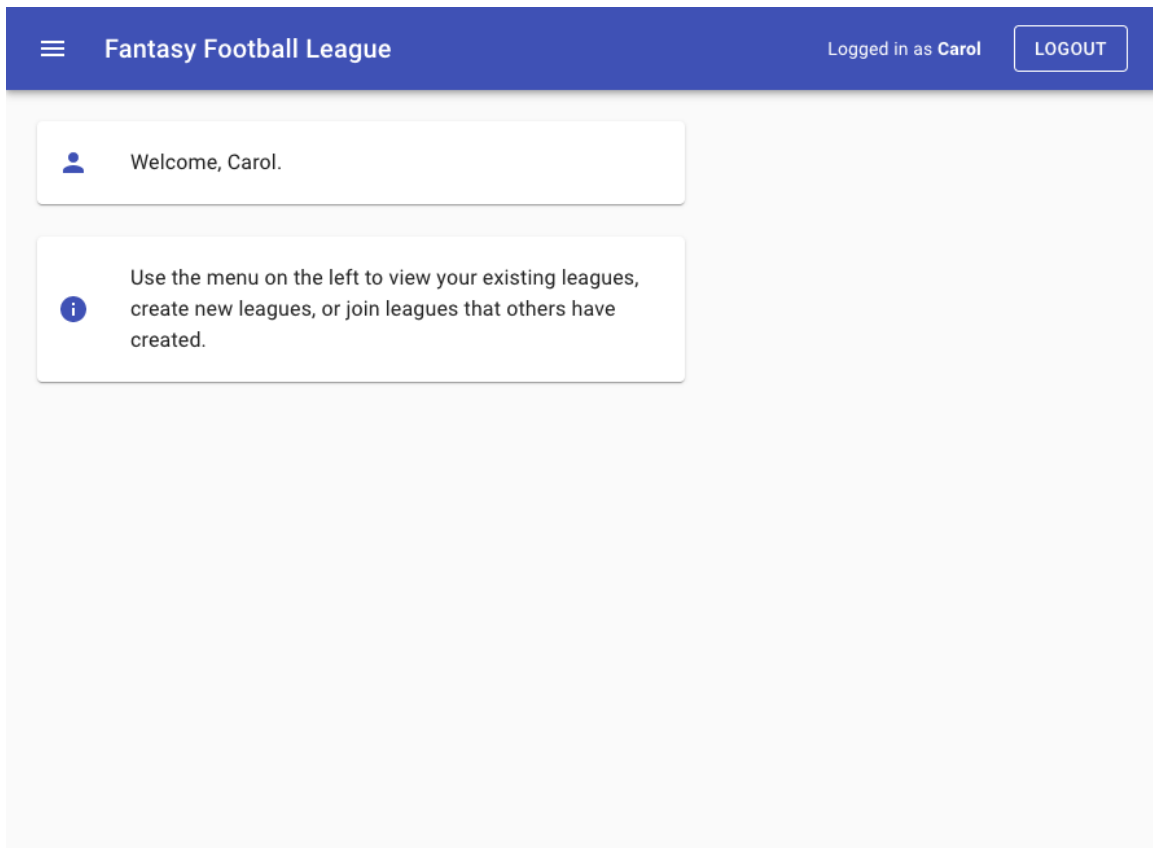 Fantasy Football League
Logged in as Carol
LOGOUT
Welcome, Carol.
Use the menu on the left to view your existing leagues,
create new leagues, or join leagues that others have
created.